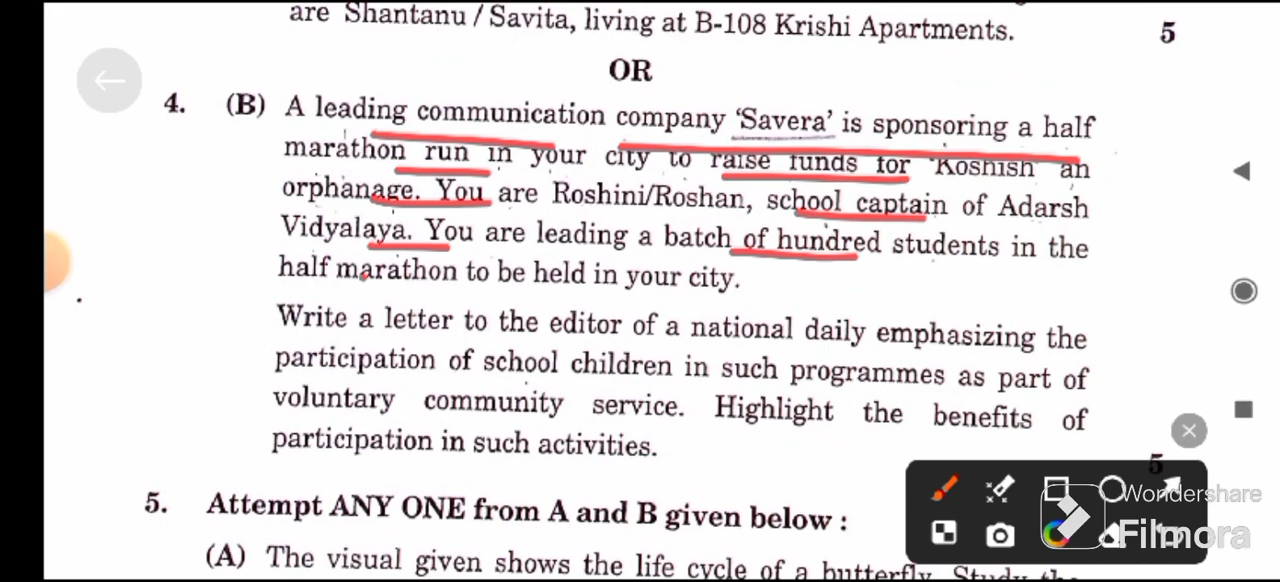 are Shantanu / Savita, living at B-108 Krishi Apartments. 5
OR
4. (B) A leading communication company ‘Savera’ is sponsoring a half
marathon run in your city to raise funds for ‘Koshish’ an
orphanage. You are Roshini/Roshan, school captain of Adarsh
Vidyalaya. You are leading a batch of hundred students in the
half marathon to be held in your city.
Write a letter to the editor of a national daily emphasizing the
participation of school children in such programmes as part of
voluntary community service. Highlight the benefits of
participation in such activities.
5
5. Attempt ANY ONE from A and B given below :
(A) The visual given shows the life cycle of a butterfly. Study the
Wondershare
Filmora